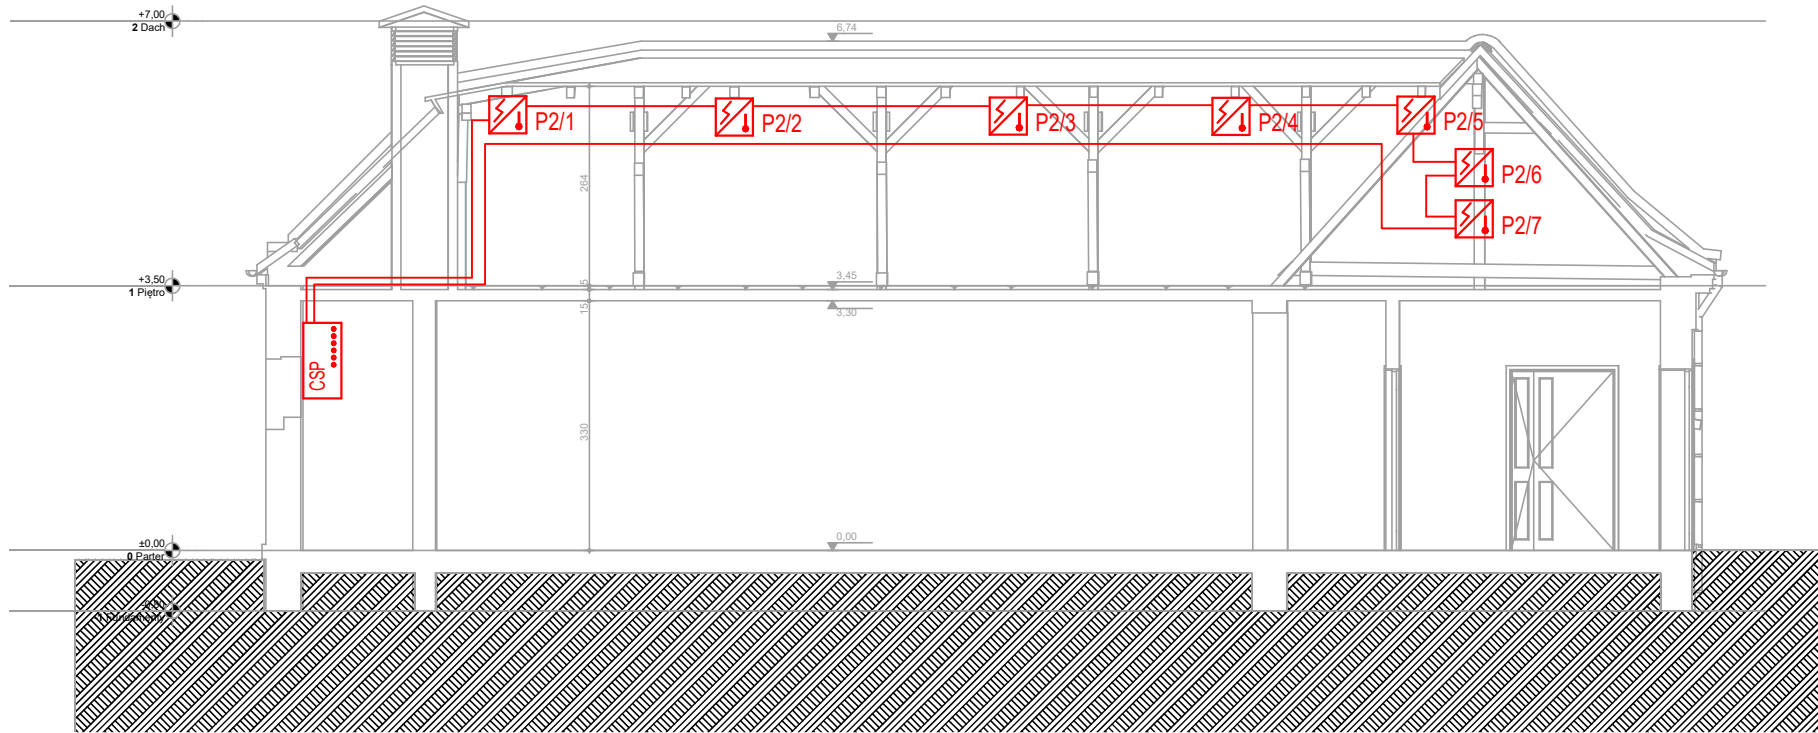 +7,00
2 Dach
6,74
P2/1
P2/2
P2/3
P2/4
P2/5
P2/6
P2/7
264
+3,50
1 Piętro
5
3,45
15
3,30
CSP
330
±0,00
0 Parter
0,00